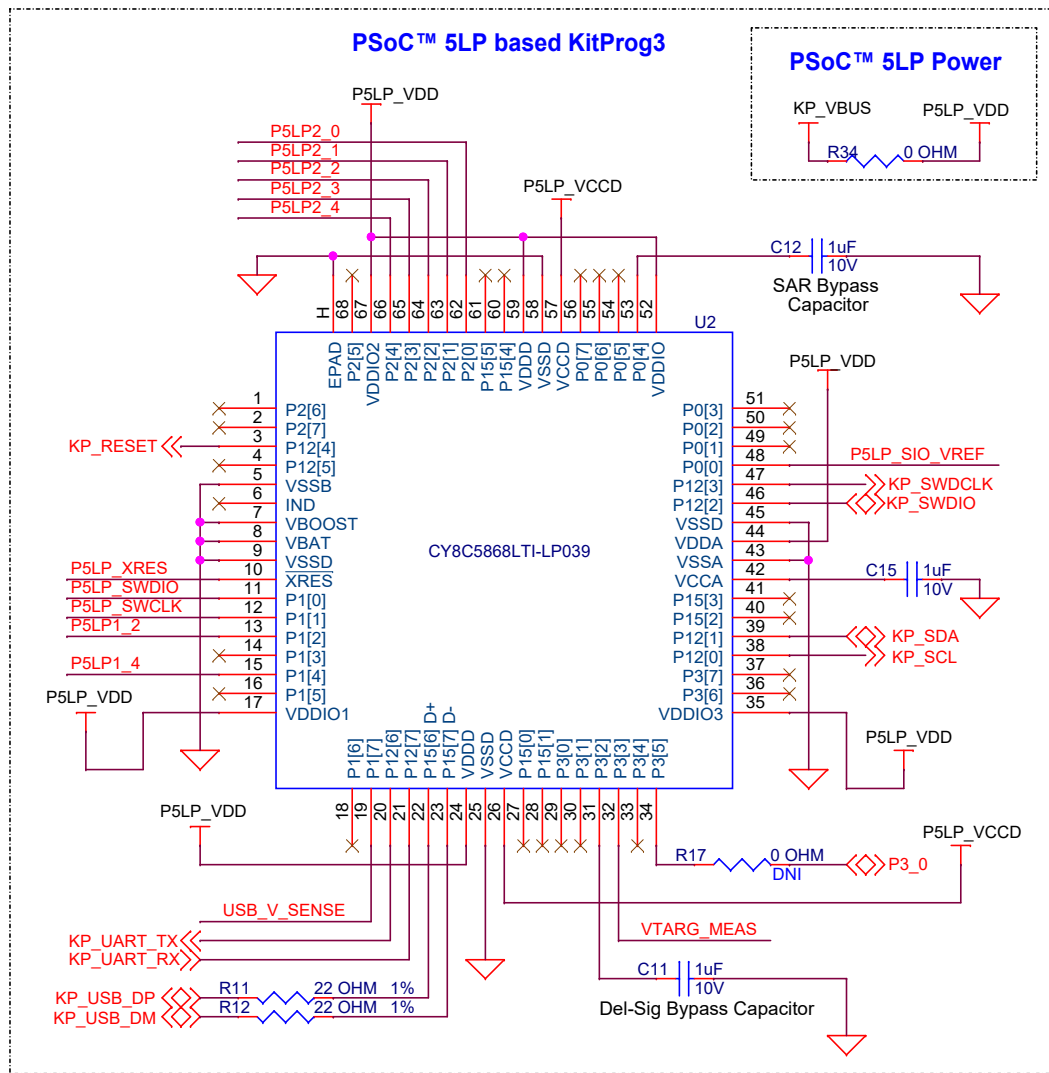 PSoC™ 5LP based KitProg3
PSoC™ 5LP Power
KP_VBUS
P5LP_VDD
R34
0 OHM
P5LP_VDD
P5LP2_0
P5LP2_1
P5LP2_2
P5LP2_3
P5LP2_4
P5LP_VCCD
C12
1uF
10V
SAR Bypass
Capacitor
H
68
67
66
65
64
63
62
61
60
59
58
57
56
55
54
53
52
U2
EPAD
P2[5]
VDDIO2
P2[4]
P2[3]
P2[2]
P2[1]
P2[0]
P15[5]
P15[4]
VDDD
VSSD
VCCD
P0[7]
P0[6]
P0[5]
P0[4]
VDDIO
P5LP_VDD
1 P2[6]
2 P2[7]
KP_RESET 3 P12[4]
4 P12[5]
5 VSSB
6 IND
7 VBOOST
8 VBAT
9 VSSD
P5LP_XRES 10 XRES
P5LP_SWDIO 11 P1[0]
P5LP_SWCLK 12 P1[1]
P5LP1_2 13 P1[2]
14 P1[3]
P5LP1_4 15 P1[4]
16 P1[5]
P5LP_VDD 17 VDDIO1
CY8C5868LTI-LP039
P0[3] 51
P0[2] 50
P0[1] 49
P0[0] 48 P5LP_SIO_VREF
P12[3] 47 KP_SWDCLK
P12[2] 46 KP_SWDIO
VSSD 45
VDDA 44
VSSA 43
VCCA 42 C15 1uF
10V
P15[3] 41
P15[2] 40
P12[1] 39 KP_SDA
P12[0] 38 KP_SCL
P3[7] 37
P3[6] 36
VDDIO3 35
P5LP_VDD
P1[6]
P1[7]
P12[6]
P12[7]
P15[6] D+
P15[7] D-
VDDD
VSSD
VCCD
P15[0]
P15[1]
P3[0]
P3[1]
P3[2]
P3[3]
P3[4]
P3[5]
18
19
20
21
22
23
24
25
26
27
28
29
30
31
32
33
34
P5LP_VDD
P5LP_VCCD
R17
0 OHM
DNI
P3_0
USB_V_SENSE
VTARG_MEAS
KP_UART_TX
KP_UART_RX
KP_USB_DP
R11
22 OHM 1%
KP_USB_DM
R12
22 OHM 1%
C11
1uF
10V
Del-Sig Bypass Capacitor